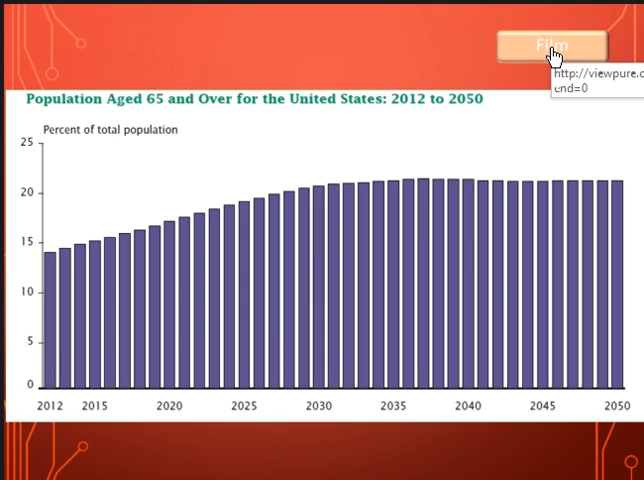 Film
http://viewpure.c
end=0
Population Aged 65 and Over for the United States: 2012 to 2050
Percent of total population
25
20
15
10
5
0
2012 2015 2020 2025 2030 2035 2040 2045 2050